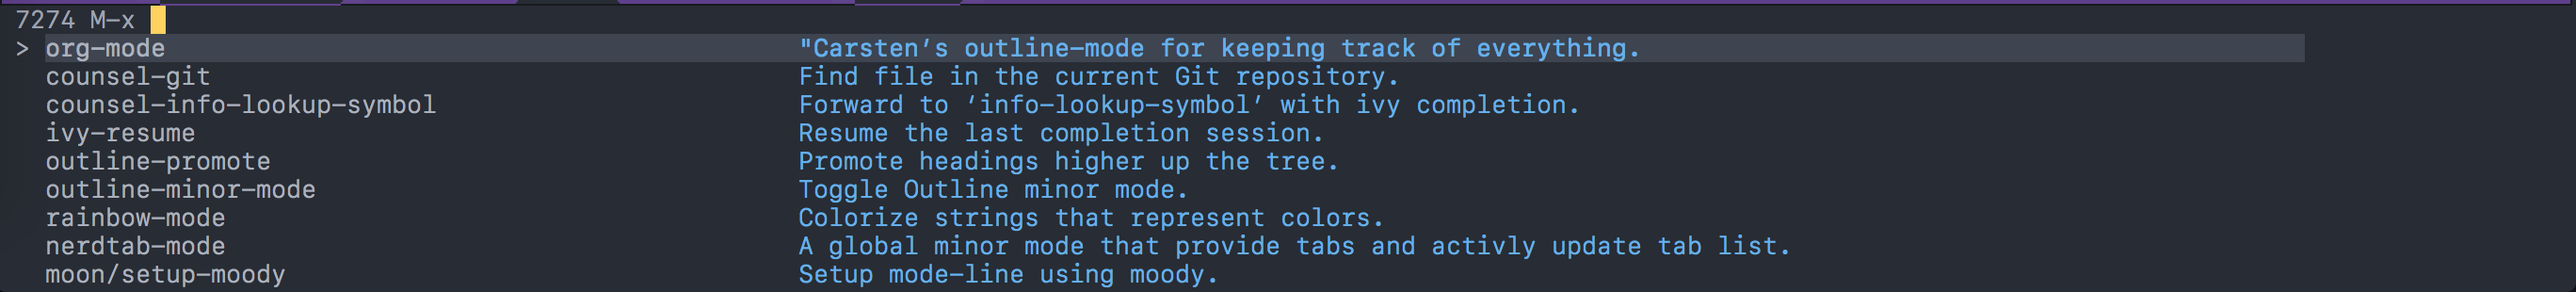 7274 M-x
> org-mode "Carsten’s outline-mode for keeping track of everything.
counsel-git Find file in the current Git repository.
counsel-info-lookup-symbol Forward to ‘info-lookup-symbol’ with ivy completion.
ivy-resume Resume the last completion session.
outline-promote Promote headings higher up the tree.
outline-minor-mode Toggle Outline minor mode.
rainbow-mode Colorize strings that represent colors.
nerdtab-mode A global minor mode that provide tabs and activly update tab list.
moon/setup-moody Setup mode-line using moody.